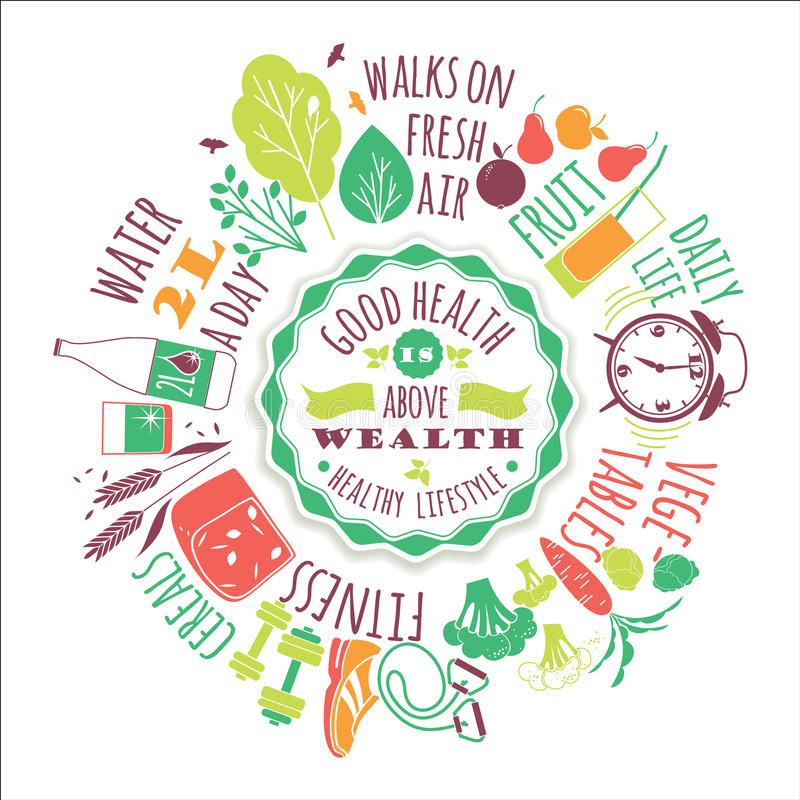 WALKS ON
FRESH
AIR
FRUIT
DAILY
LIFE
12
3
6
9
VEGE-
TABLES
FITNESS
CEREALS
WATER
2L
A DAY
2L
GOOD HEALTH
IS
ABOVE
WEALTH
HEALTHY LIFESTYLE